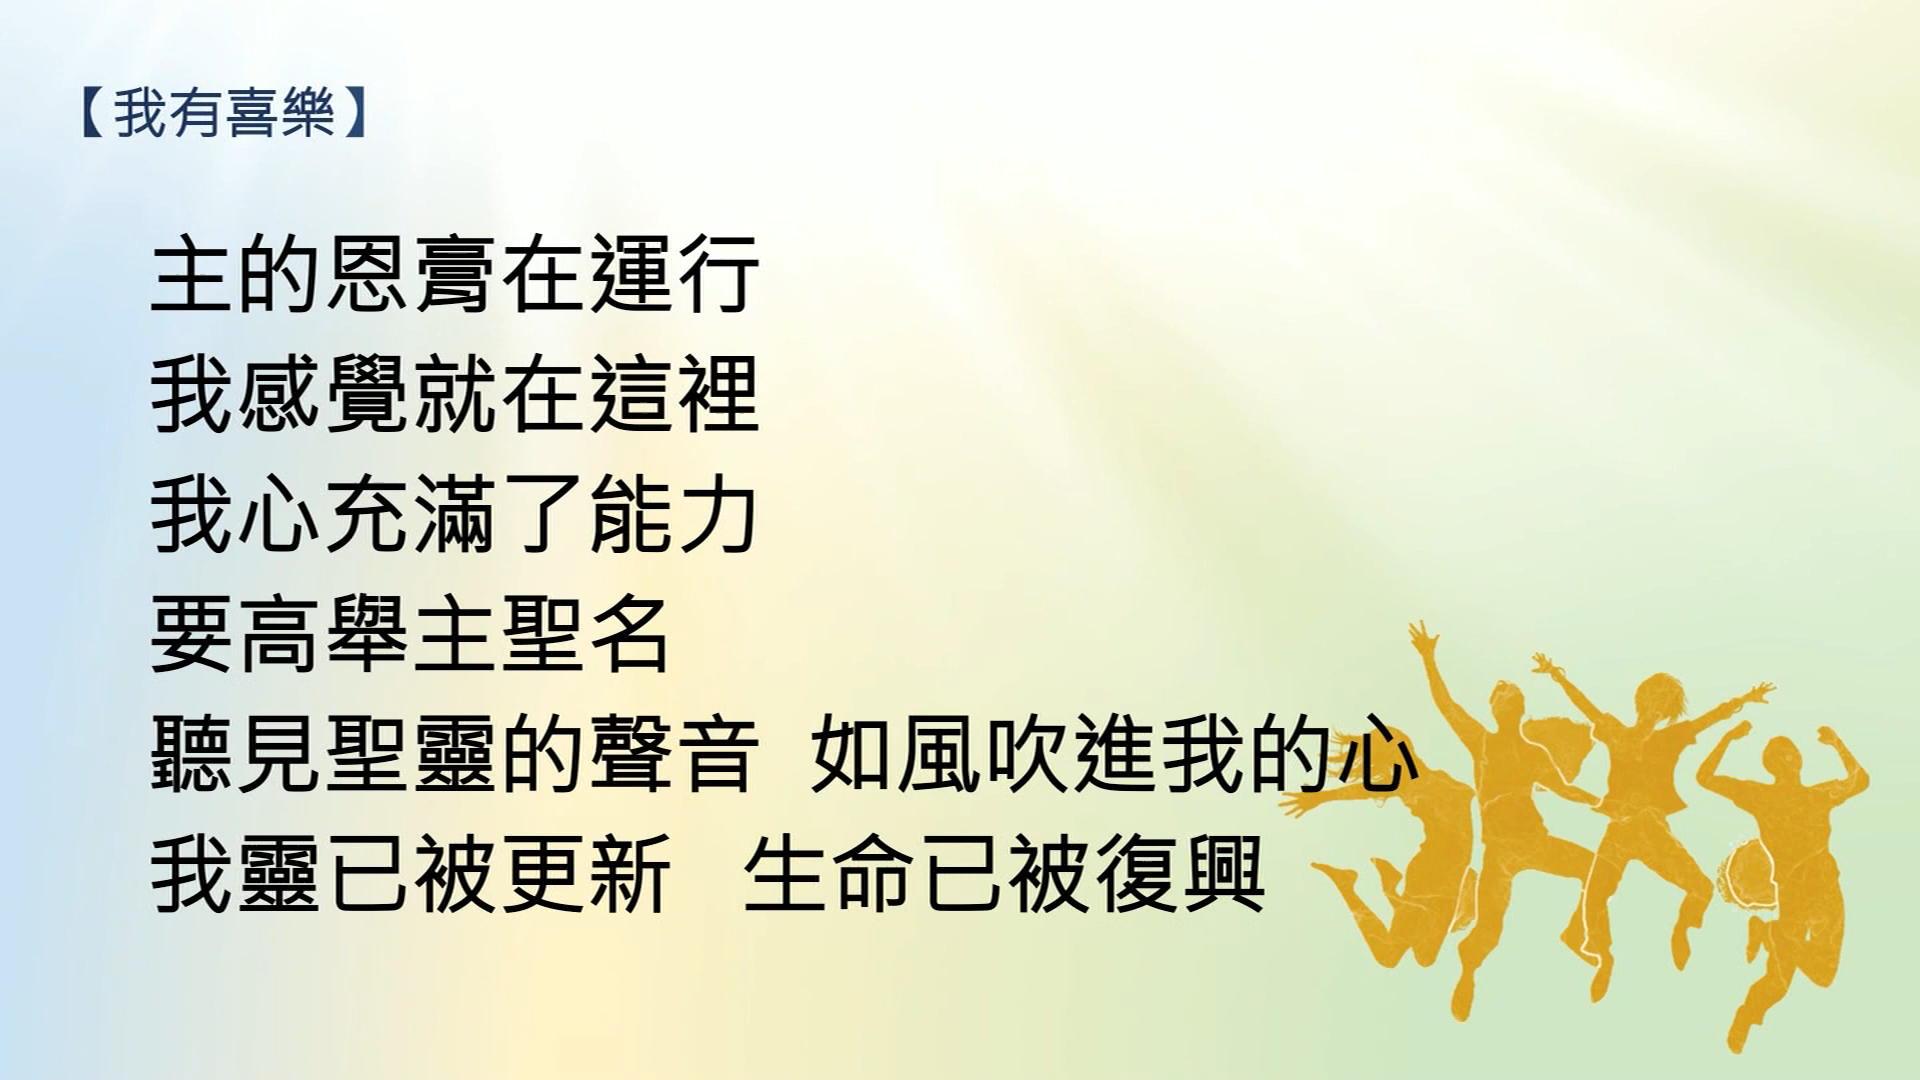 【我有喜樂】
主的恩膏在運行
我感覺就在這裡
我心充滿了能力
要高舉主聖名
聽見聖靈的聲音 如風吹進我的心
我靈已被更新 生命已被復興